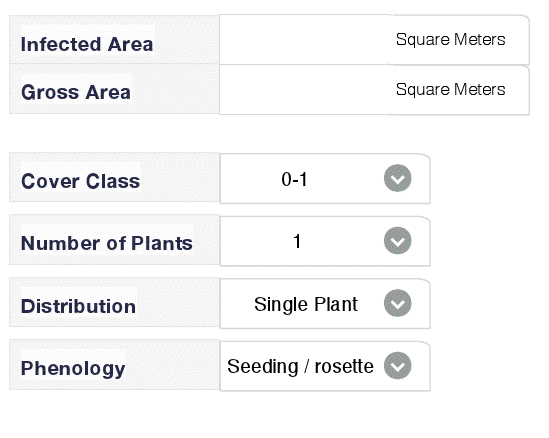 Infected Area Square Meters
Gross Area Square Meters
Cover Class 0-1
Number of Plants 1
Distribution Single Plant
Phenology Seeding / rosette